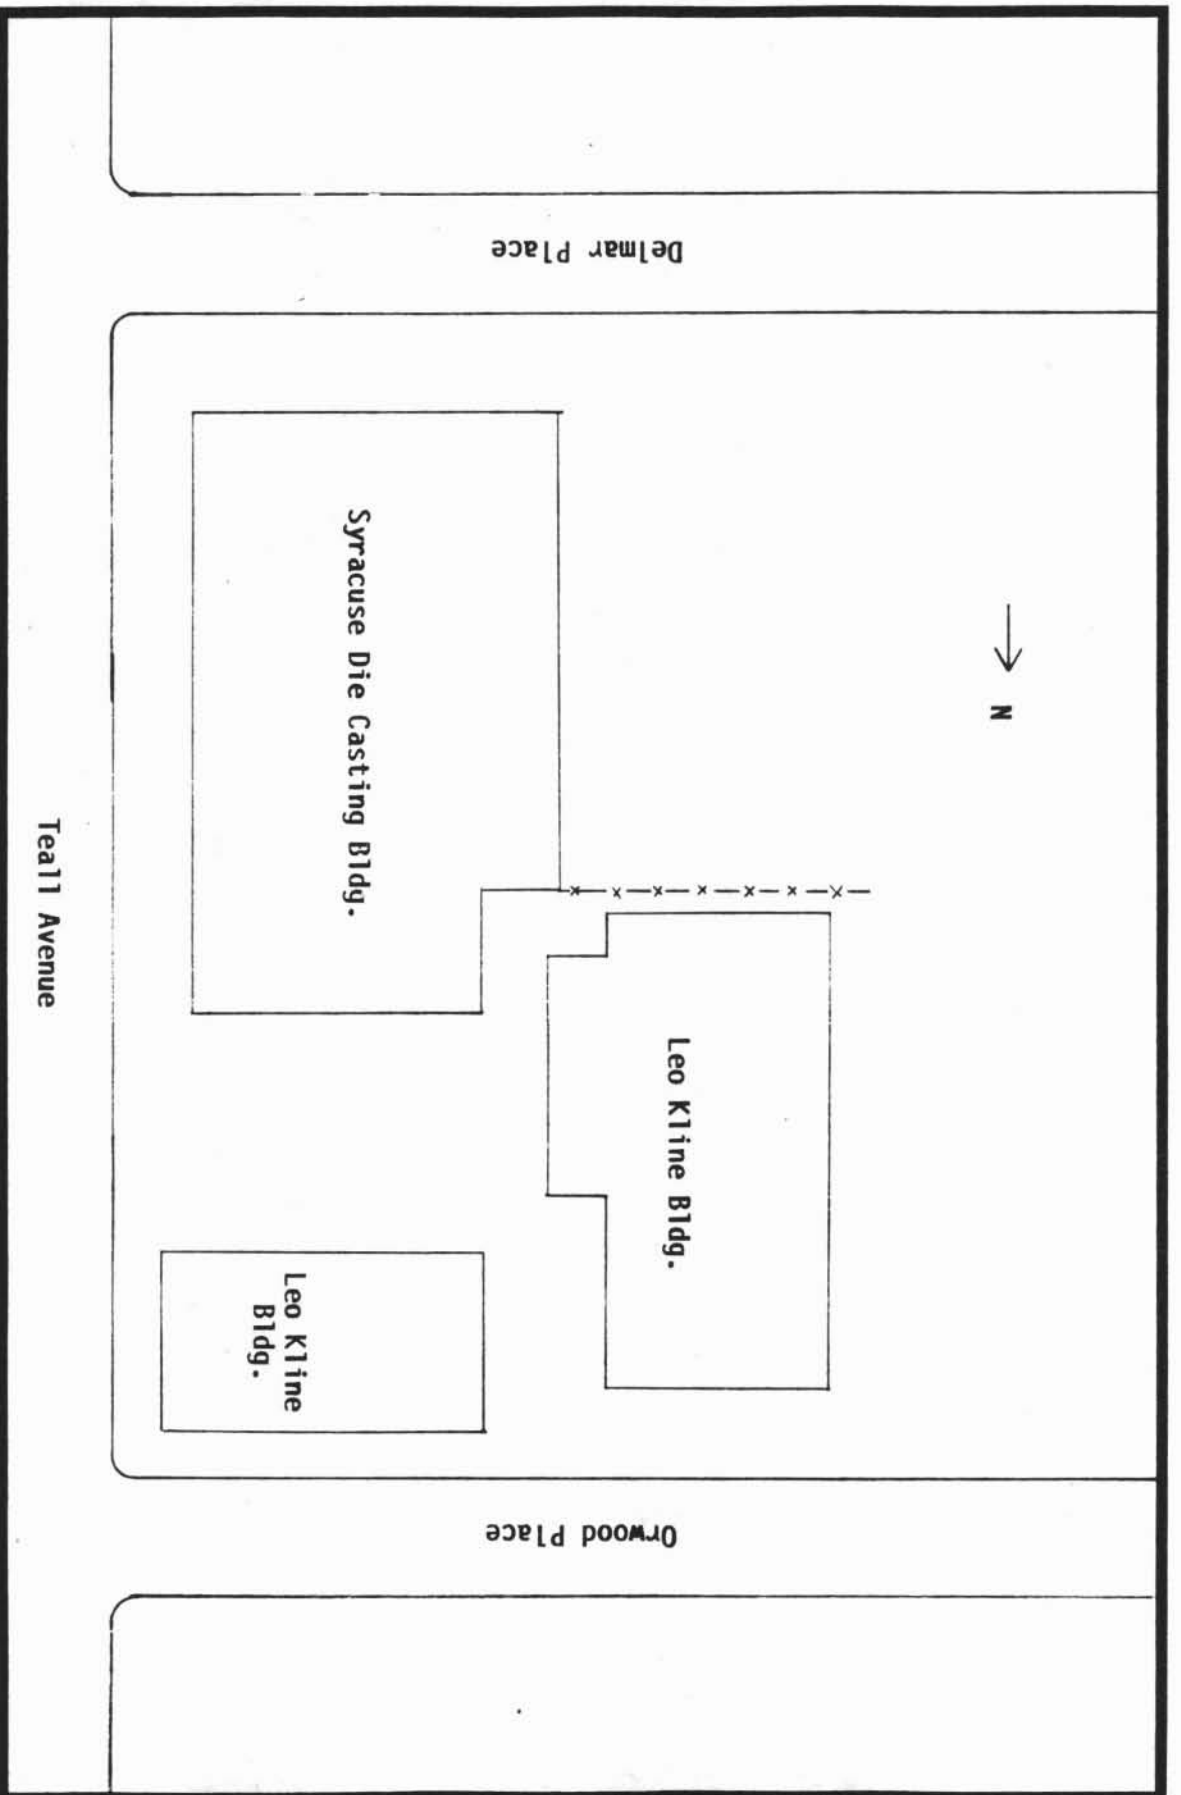 Delmar Place
N
Syracuse Die Casting Bldg.
Leo Kline Bldg.
Leo Kline
Bldg.
Teall Avenue
Orwood Place